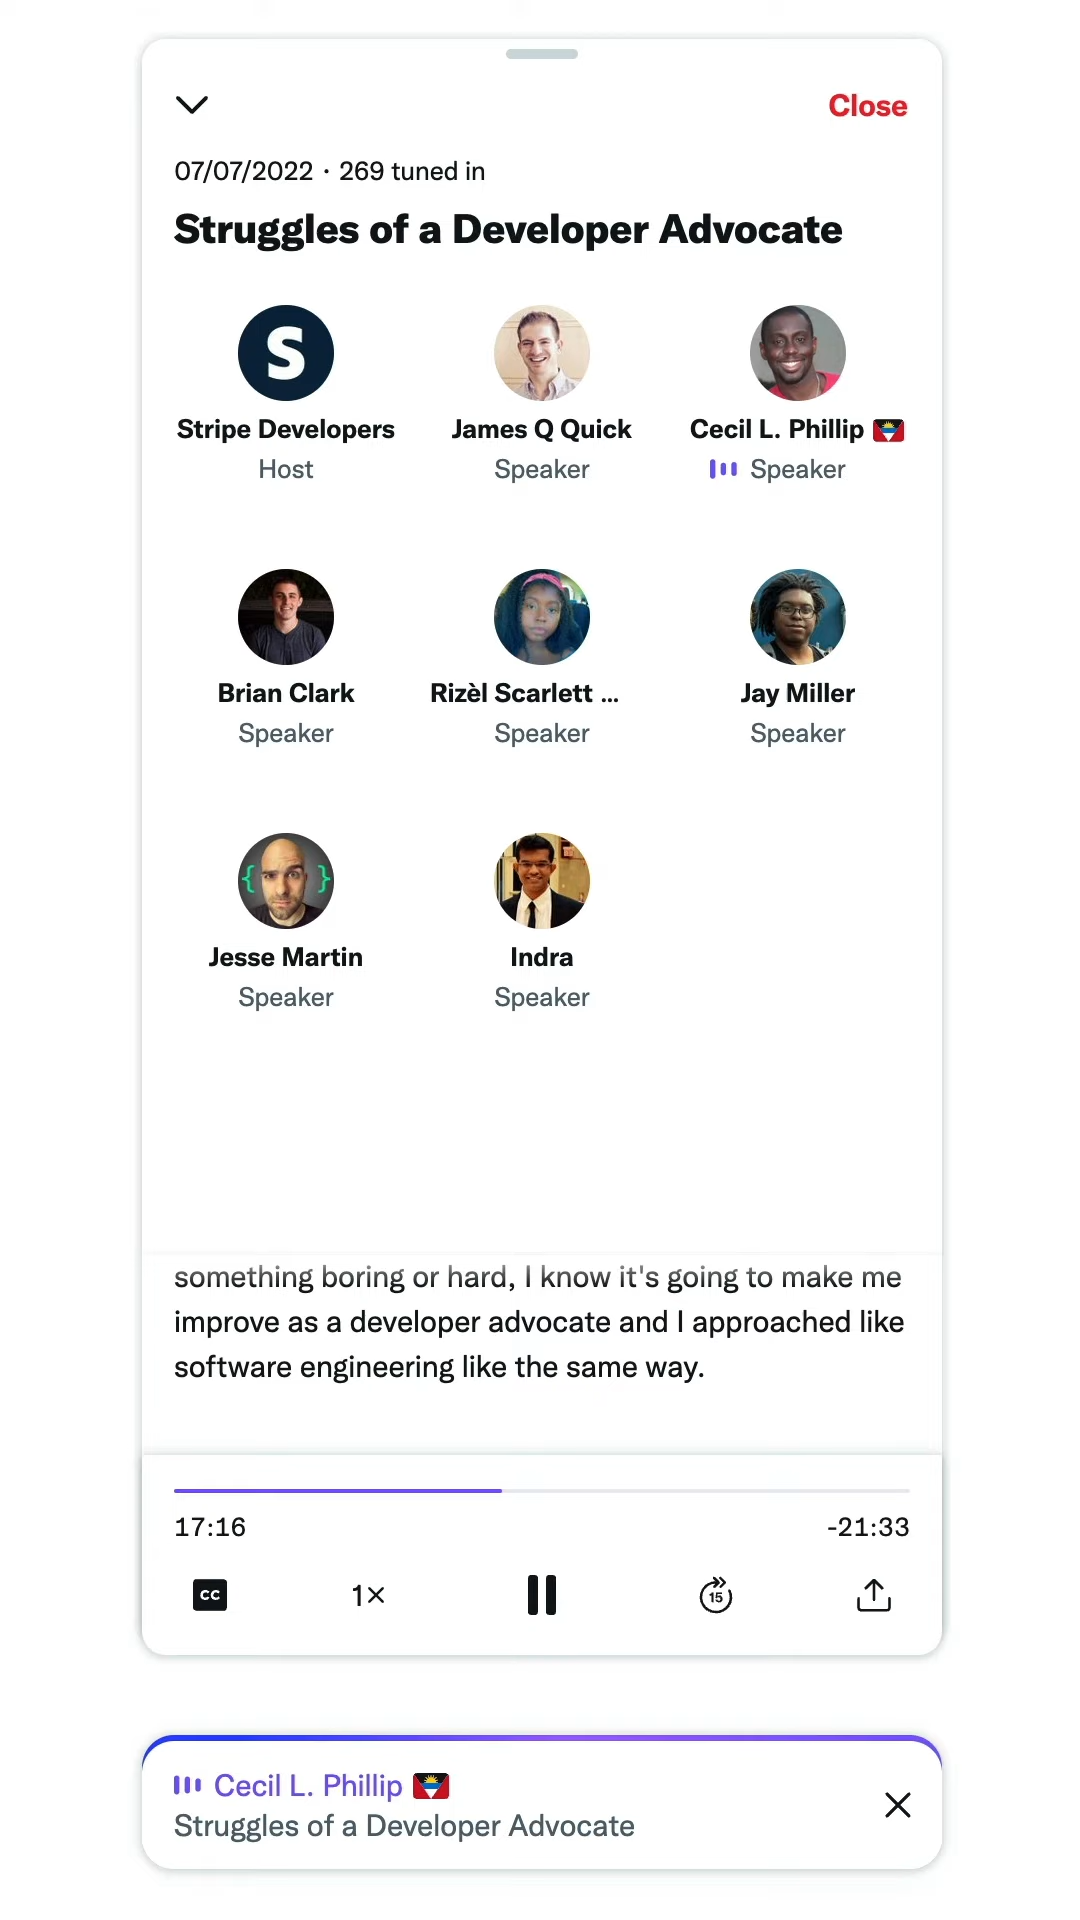 Close
07/07/2022 · 269 tuned in
Struggles of a Developer Advocate
S
Stripe Developers
Host
James Q Quick
Speaker
Cecil L. Phillip 🇦🇬
Speaker
Brian Clark
Speaker
Rizèl Scarlett ...
Speaker
Jay Miller
Speaker
{ }
Jesse Martin
Speaker
Indra
Speaker
something boring or hard, I know it's going to make me
improve as a developer advocate and I approached like
software engineering like the same way.
17:16
-21:33
CC
1×
15
Cecil L. Phillip 🇦🇬
Struggles of a Developer Advocate